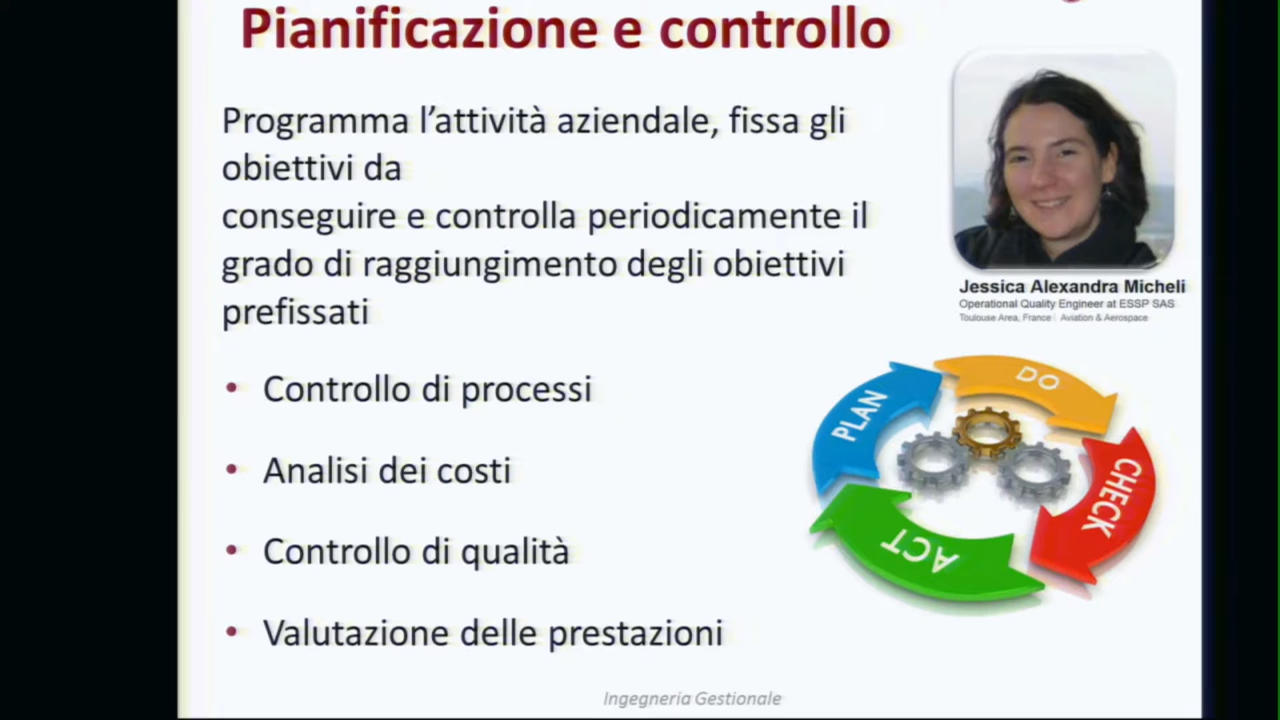 Pianificazione e controllo
Programma l'attività aziendale, fissa gli
obiettivi da
conseguire e controlla periodicamente il
grado di raggiungimento degli obiettivi
prefissati
• Controllo di processi
• Analisi dei costi
• Controllo di qualità
• Valutazione delle prestazioni
Jessica Alexandra Micheli
Operational Quality Engineer at ESSP SAS
Toulouse Area, France | Aviation & Aerospace
PLAN
DO
CHECK
ACT
Ingegneria Gestionale